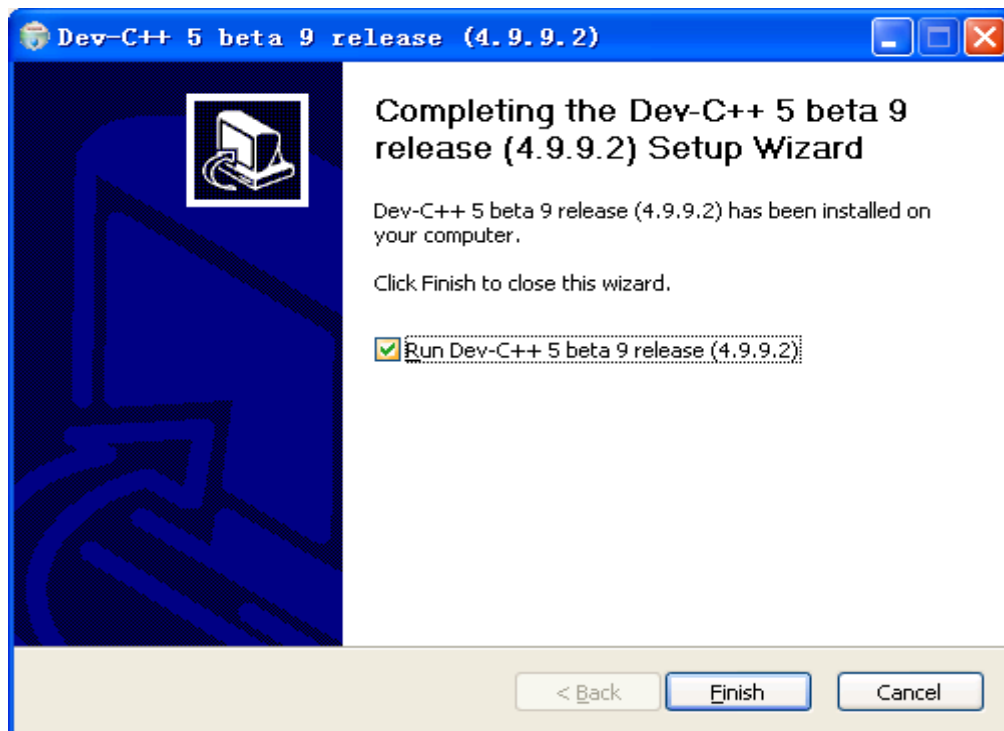 Dev-C++ 5 beta 9 release (4.9.9.2)
Completing the Dev-C++ 5 beta 9
release (4.9.9.2) Setup Wizard
Dev-C++ 5 beta 9 release (4.9.9.2) has been installed on
your computer.
Click Finish to close this wizard.
Run Dev-C++ 5 beta 9 release (4.9.9.2)
< Back Finish Cancel